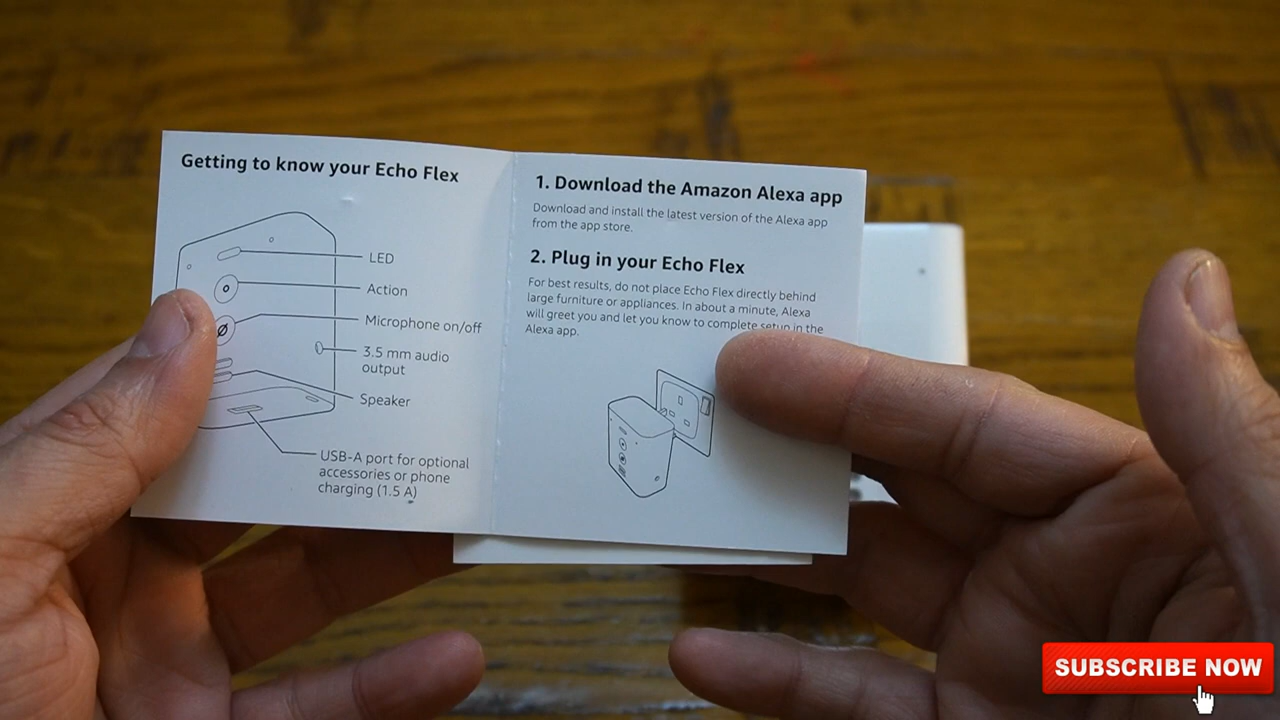 Getting to know your Echo Flex
LED
Action
Microphone on/off
3.5 mm audio
output
Speaker
USB-A port for optional
accessories or phone
charging (1.5 A)
1. Download the Amazon Alexa app
Download and install the latest version of the Alexa app
from the app store.
2. Plug in your Echo Flex
For best results, do not place Echo Flex directly behind
large furniture or appliances. In about a minute, Alexa
will greet you and let you know to complete setup in the
Alexa app.
SUBSCRIBE NOW